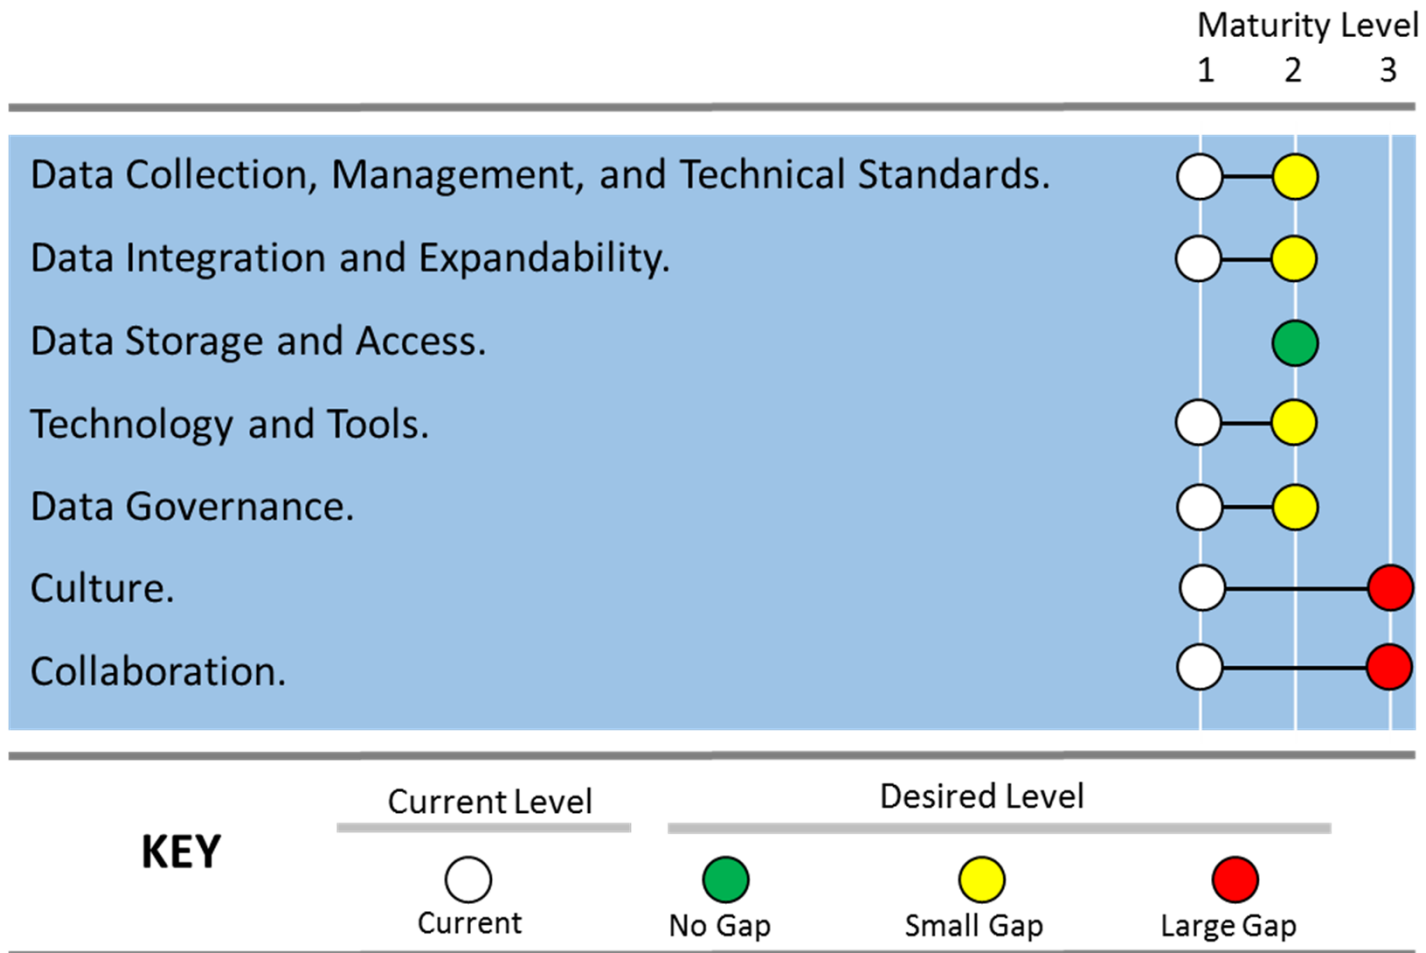 Maturity Level
1 2 3
Data Collection, Management, and Technical Standards.
Data Integration and Expandability.
Data Storage and Access.
Technology and Tools.
Data Governance.
Culture.
Collaboration.
KEY
Current Level
Desired Level
Current
No Gap
Small Gap
Large Gap